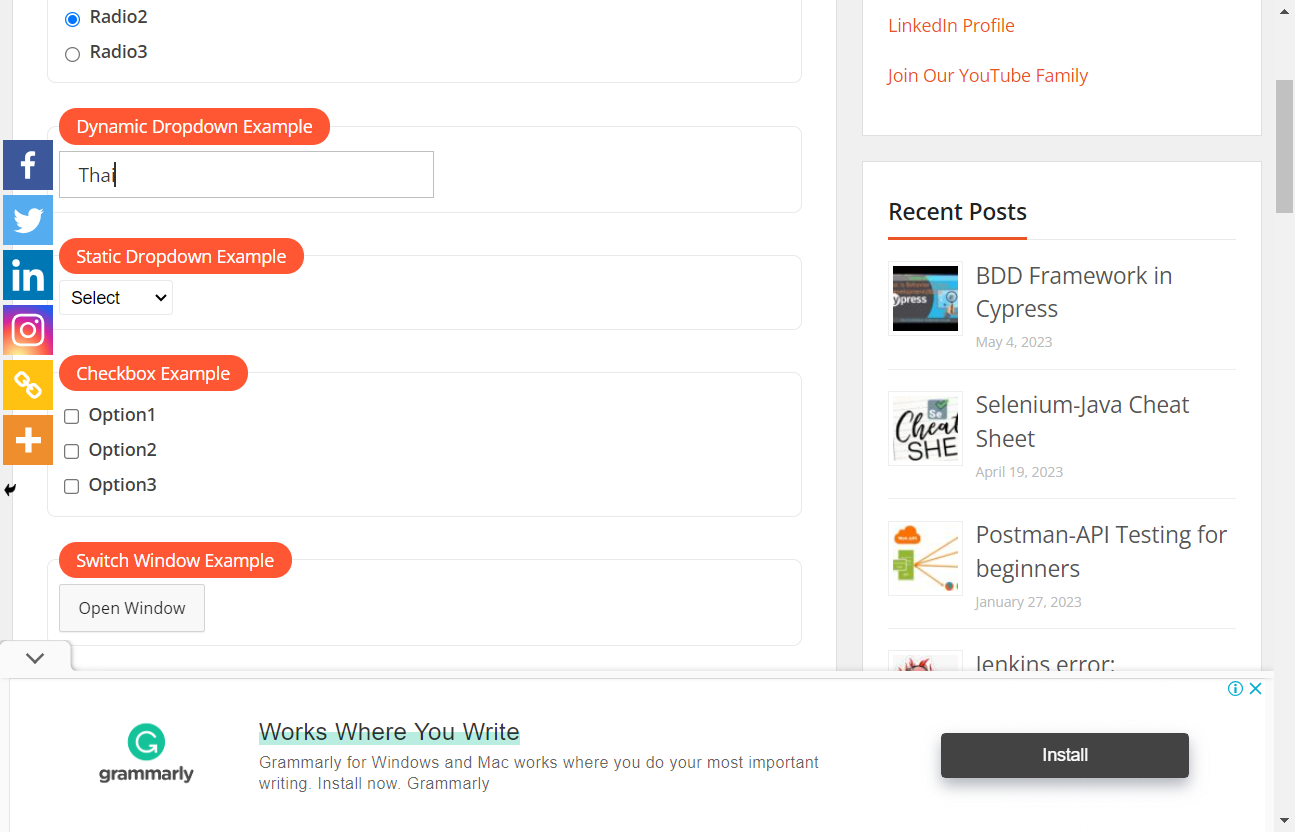 Radio2
Radio3
Dynamic Dropdown Example
Thai
Static Dropdown Example
Select
Checkbox Example
Option1
Option2
Option3
Switch Window Example
Open Window
LinkedIn Profile
Join Our YouTube Family
Recent Posts
BDD Framework in
Cypress
May 4, 2023
Selenium-Java Cheat
Sheet
April 19, 2023
Postman-API Testing for
beginners
January 27, 2023
Jenkins error:
grammarly
Works Where You Write
Grammarly for Windows and Mac works where you do your most important
writing. Install now. Grammarly
Install